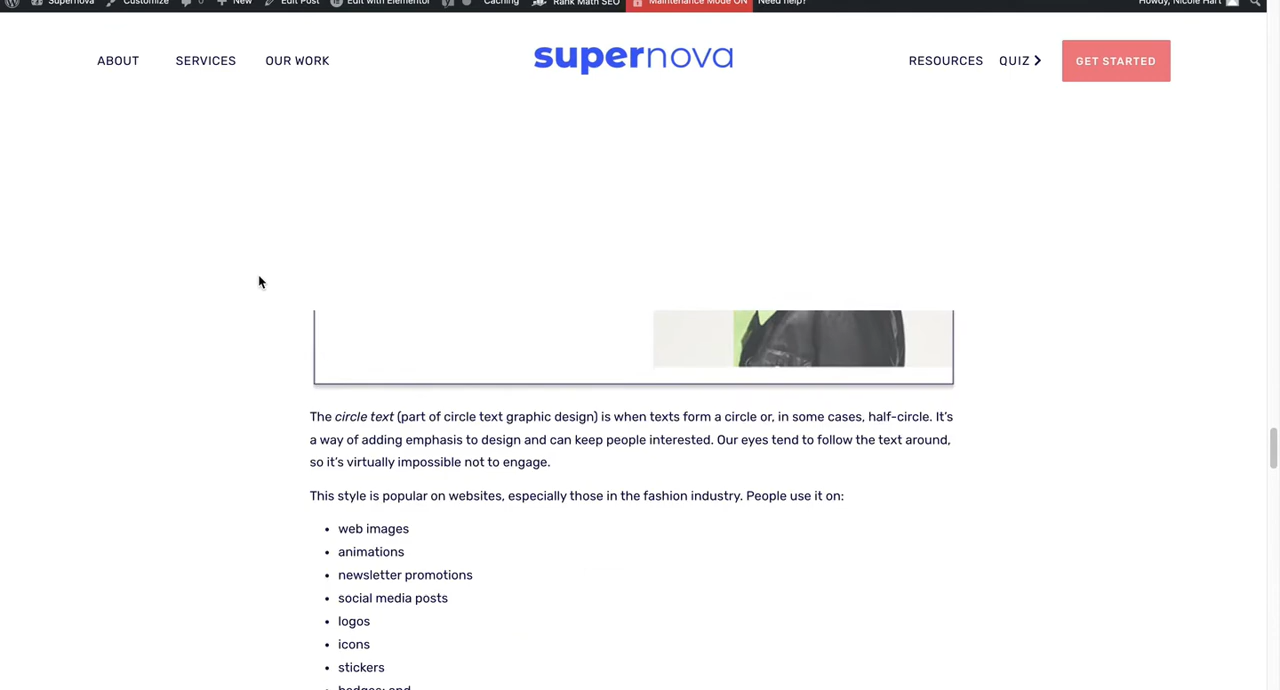 Supernova Customize 0 New Edit Post Edit with Elementor Caching Rank Math SEO Maintenance Mode ON Need help? Howdy, Nicole Hart
ABOUT SERVICES OUR WORK supernova RESOURCES QUIZ GET STARTED
The circle text (part of circle text graphic design) is when texts form a circle or, in some cases, half-circle. It's
a way of adding emphasis to design and can keep people interested. Our eyes tend to follow the text around,
so it's virtually impossible not to engage.
This style is popular on websites, especially those in the fashion industry. People use it on:
• web images
• animations
• newsletter promotions
• social media posts
• logos
• icons
• stickers
• badges; and